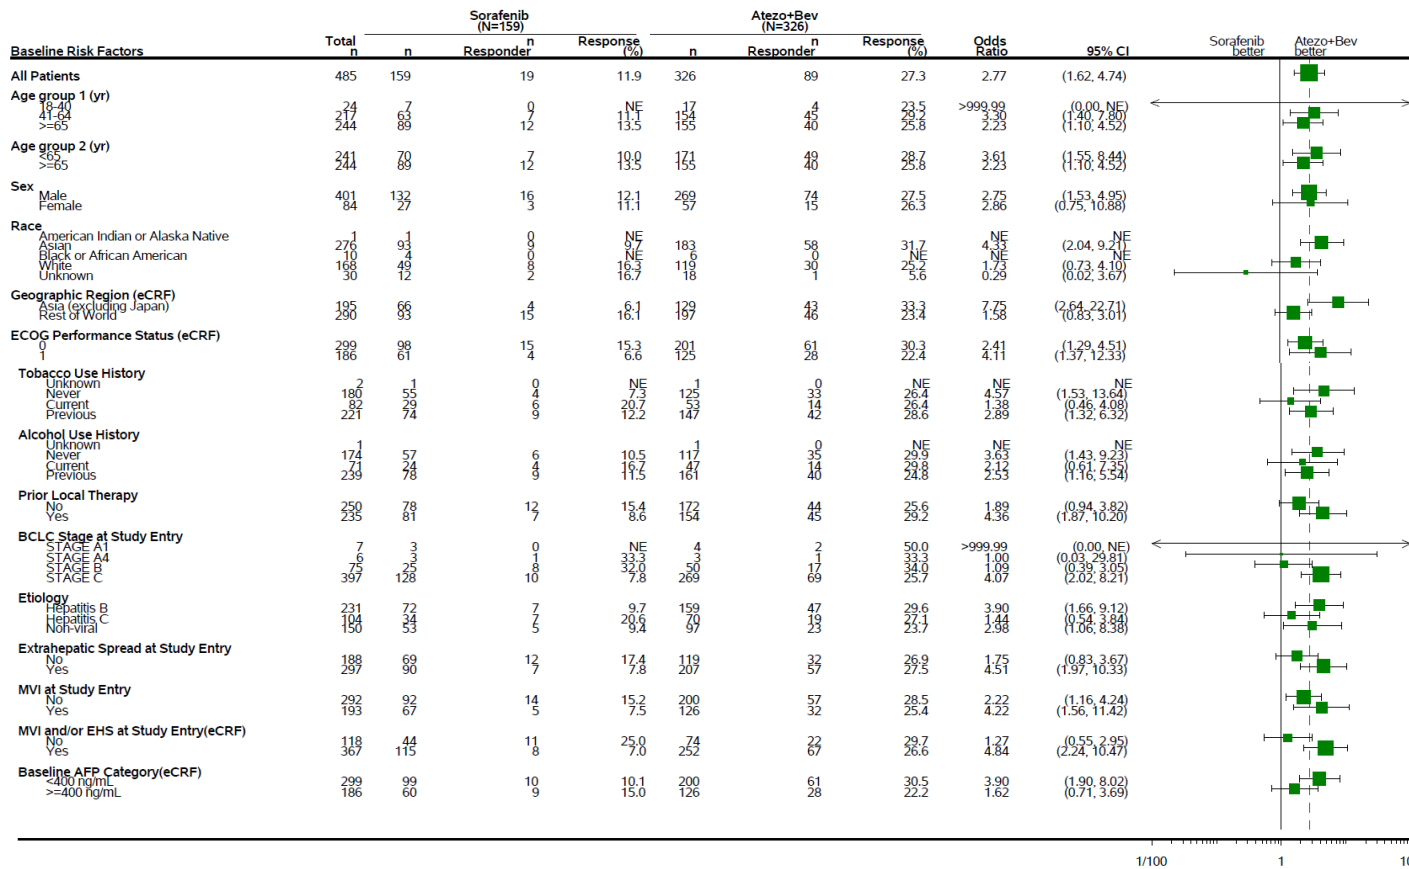 Sorafenib (N=159) Atezo+Bev (N=326)
Baseline Risk Factors Total n n n Responder Response (%) n n Responder Response (%) Odds Ratio 95% CI Sorafenib better Atezo+Bev better
All Patients 485 159 19 11.9 326 89 27.3 2.77 (1.62, 4.74)
Age group 1 (yr)
18-40 24 7 0 NE 17 4 23.5 >999.99 (0.00, NE)
41-64 217 63 7 11.1 154 45 29.2 3.30 (1.40, 7.80)
>=65 244 89 12 13.5 155 40 25.8 2.23 (1.10, 4.52)
Age group 2 (yr)
<65 241 70 7 10.0 171 49 28.7 3.61 (1.55, 8.44)
>=65 244 89 12 13.5 155 40 25.8 2.23 (1.10, 4.52)
Sex
Male 401 132 16 12.1 269 74 27.5 2.75 (1.53, 4.95)
Female 84 27 3 11.1 57 15 26.3 2.86 (0.75, 10.88)
Race
American Indian or Alaska Native 1 1 0 NE NE NE
Asian 276 93 9 9.7 183 58 31.7 4.33 (2.04, 9.21)
Black or African American 10 4 0 NE 6 0 NE NE NE
White 168 49 8 16.3 119 30 25.2 1.73 (0.73, 4.10)
Unknown 30 12 2 16.7 18 1 5.6 0.29 (0.02, 3.67)
Geographic Region (eCRF)
Asia (excluding Japan) 195 66 4 6.1 129 43 33.3 7.75 (2.64, 22.71)
Rest of World 290 93 15 16.1 197 46 23.4 1.58 (0.83, 3.01)
ECOG Performance Status (eCRF)
0 299 98 15 15.3 201 61 30.3 2.41 (1.29, 4.51)
1 186 61 4 6.6 125 28 22.4 4.11 (1.37, 12.33)
Tobacco Use History
Unknown 2 1 0 NE 1 0 NE NE NE
Never 180 55 4 7.3 125 33 26.4 4.57 (1.53, 13.64)
Current 82 29 6 20.7 53 14 26.4 1.38 (0.46, 4.08)
Previous 221 74 9 12.2 147 42 28.6 2.89 (1.32, 6.32)
Alcohol Use History
Unknown 1 1 0 NE NE NE
Never 174 57 6 10.5 117 35 29.9 3.63 (1.43, 9.23)
Current 71 24 4 16.7 47 14 29.8 2.12 (0.61, 7.35)
Previous 239 78 9 11.5 161 40 24.8 2.53 (1.16, 5.54)
Prior Local Therapy
No 250 78 12 15.4 172 44 25.6 1.89 (0.94, 3.82)
Yes 235 81 7 8.6 154 45 29.2 4.36 (1.87, 10.20)
BCLC Stage at Study Entry
STAGE A1 7 3 0 NE 4 2 50.0 >999.99 (0.00, NE)
STAGE A4 6 3 1 33.3 3 1 33.3 1.00 (0.03, 29.81)
STAGE B 75 25 8 32.0 50 17 34.0 1.09 (0.39, 3.05)
STAGE C 397 128 10 7.8 269 69 25.7 4.07 (2.02, 8.21)
Etiology
Hepatitis B 231 72 7 9.7 159 47 29.6 3.90 (1.66, 9.12)
Hepatitis C 104 34 7 20.6 70 19 27.1 1.44 (0.54, 3.84)
Non-viral 150 53 5 9.4 97 23 23.7 2.98 (1.06, 8.38)
Extrahepatic Spread at Study Entry
No 188 69 12 17.4 119 32 26.9 1.75 (0.83, 3.67)
Yes 297 90 7 7.8 207 57 27.5 4.51 (1.97, 10.33)
MVI at Study Entry
No 292 92 14 15.2 200 57 28.5 2.22 (1.16, 4.24)
Yes 193 67 5 7.5 126 32 25.4 4.22 (1.56, 11.42)
MVI and/or EHS at Study Entry(eCRF)
No 118 44 11 25.0 74 22 29.7 1.27 (0.55, 2.95)
Yes 367 115 8 7.0 252 67 26.6 4.84 (2.24, 10.47)
Baseline AFP Category(eCRF)
<400 ng/mL 299 99 10 10.1 200 61 30.5 3.90 (1.90, 8.02)
>=400 ng/mL 186 60 9 15.0 126 28 22.2 1.62 (0.71, 3.69)
1/100 1 10